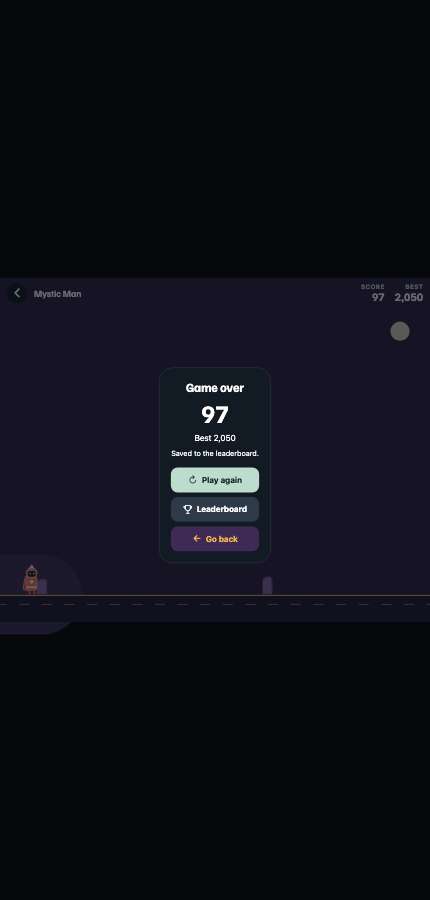 Mystic Man
SCORE
97
BEST
2,050
Game over
97
Best 2,050
Saved to the leaderboard.
Play again
Leaderboard
Go back